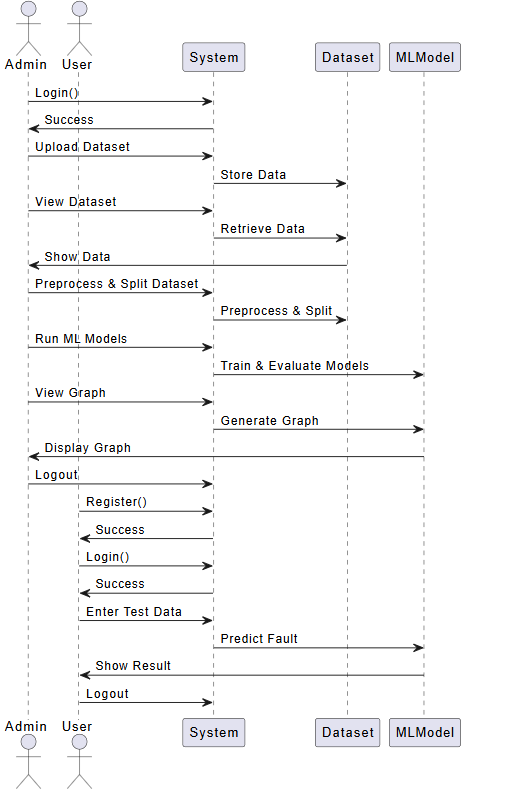 Admin User System Dataset MLModel
Login()
Success
Upload Dataset
Store Data
View Dataset
Retrieve Data
Show Data
Preprocess & Split Dataset
Preprocess & Split
Run ML Models
Train & Evaluate Models
View Graph
Generate Graph
Display Graph
Logout
Register()
Success
Login()
Success
Enter Test Data
Predict Fault
Show Result
Logout
Admin User System Dataset MLModel